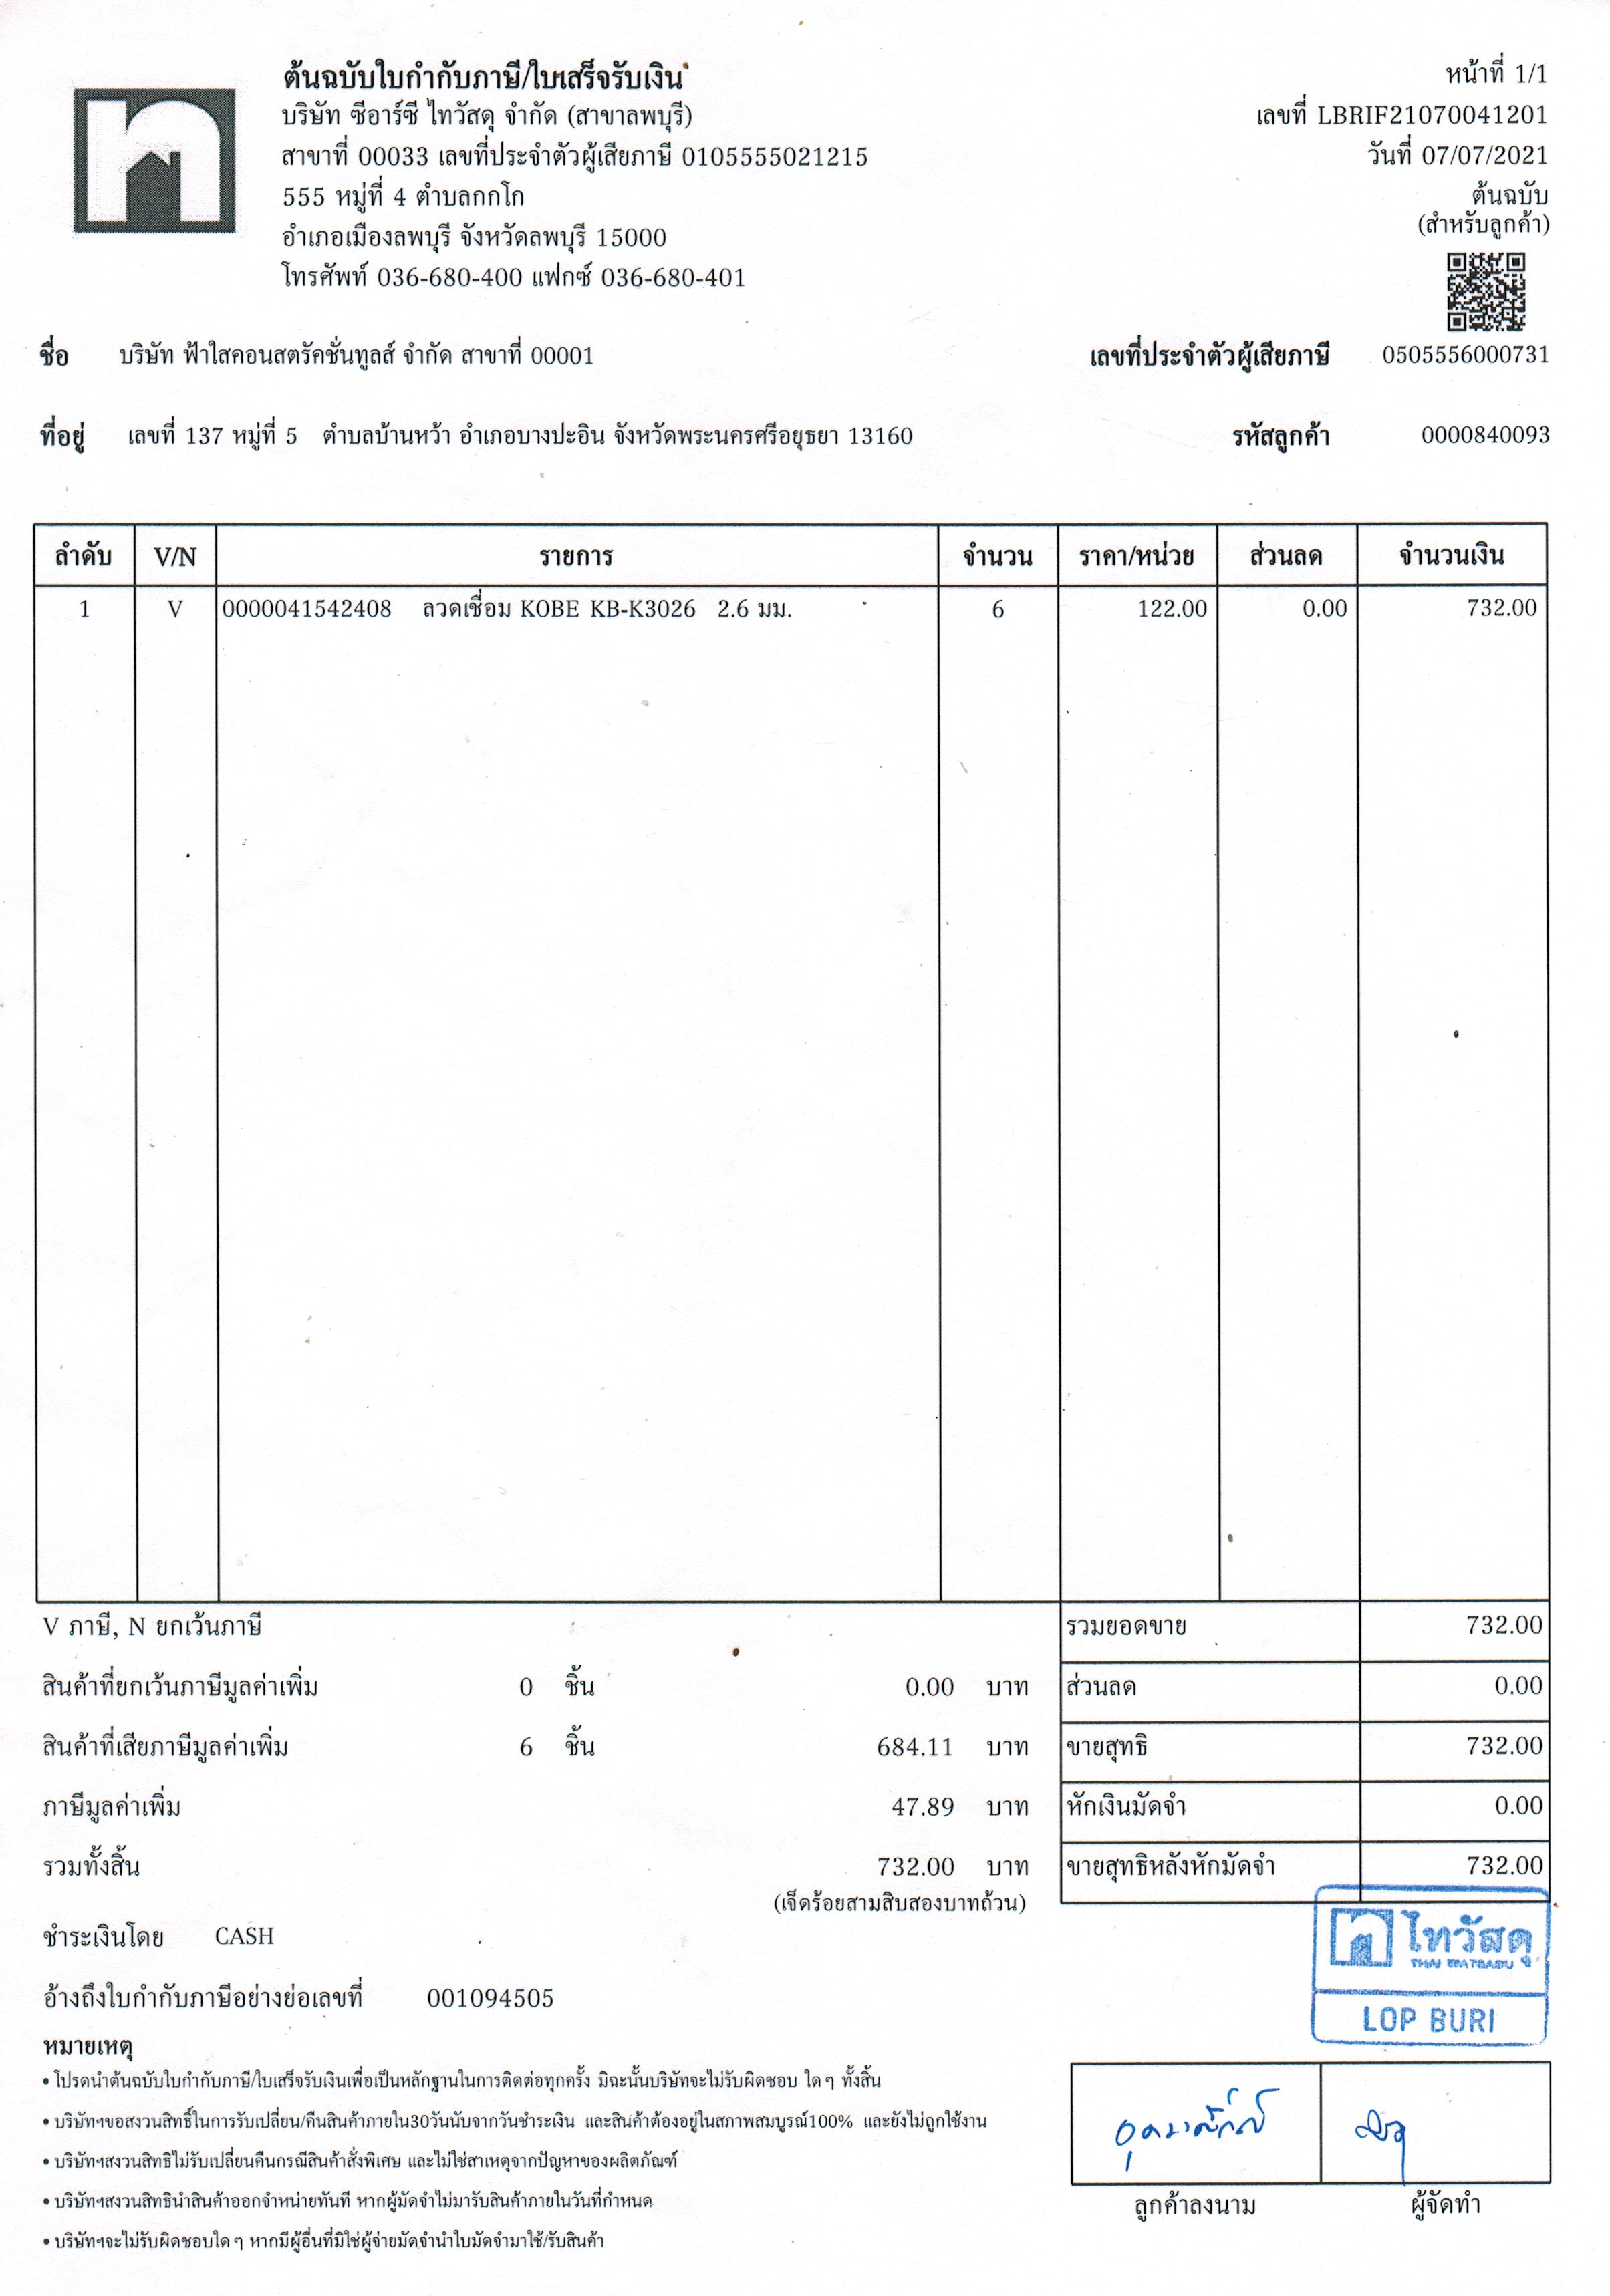 ต้นฉบับใบกำกับภาษี/ใบเสร็จรับเงิน
บริษัท ซีอาร์ซี ไทวัสดุ จำกัด (สาขาลพบุรี)
สาขาที่ 00033 เลขที่ประจำตัวผู้เสียภาษี 0105555021215
555 หมู่ที่ 4 ตำบลกกโก
อำเภอเมืองลพบุรี จังหวัดลพบุรี 15000
โทรศัพท์ 036-680-400 แฟกซ์ 036-680-401
หน้าที่ 1/1
เลขที่ LBRIF21070041201
วันที่ 07/07/2021
ต้นฉบับ
(สำหรับลูกค้า)
ชื่อ บริษัท ฟ้าใสคอนสตรัคชั่นทูลส์ จำกัด สาขาที่ 00001 เลขที่ประจำตัวผู้เสียภาษี 0505556000731
ที่อยู่ เลขที่ 137 หมู่ที่ 5 ตำบลบ้านหว้า อำเภอบางปะอิน จังหวัดพระนครศรีอยุธยา 13160 รหัสลูกค้า 0000840093
ลำดับ V/N รายการ จำนวน ราคา/หน่วย ส่วนลด จำนวนเงิน
1 V 0000041542408 ลวดเชื่อม KOBE KB-K3026 2.6 มม. 6 122.00 0.00 732.00
V ภาษี, N ยกเว้นภาษี รวมยอดขาย 732.00
สินค้าที่ยกเว้นภาษีมูลค่าเพิ่ม 0 ชิ้น 0.00 บาท ส่วนลด 0.00
สินค้าที่เสียภาษีมูลค่าเพิ่ม 6 ชิ้น 684.11 บาท ขายสุทธิ 732.00
ภาษีมูลค่าเพิ่ม 47.89 บาท หักเงินมัดจำ 0.00
รวมทั้งสิ้น 732.00 บาท ขายสุทธิหลังหักมัดจำ 732.00
(เจ็ดร้อยสามสิบสองบาทถ้วน)
ชำระเงินโดย CASH
ไทวัสดุ
THAI WATSADU
LOP BURI
อ้างถึงใบกำกับภาษีอย่างย่อเลขที่ 001094505
หมายเหตุ
• โปรดนำต้นฉบับใบกำกับภาษี/ใบเสร็จรับเงินเพื่อเป็นหลักฐานในการติดต่อทุกครั้ง มิฉะนั้นบริษัทจะไม่รับผิดชอบ ใด ๆ ทั้งสิ้น
• บริษัทฯขอสงวนสิทธิ์ในการรับเปลี่ยน/คืนสินค้าภายใน30วันนับจากวันชำระเงิน และสินค้าต้องอยู่ในสภาพสมบูรณ์100% และยังไม่ถูกใช้งาน
• บริษัทฯสงวนสิทธิไม่รับเปลี่ยนคืนกรณีสินค้าสั่งพิเศษ และไม่ใช่สาเหตุจากปัญหาของผลิตภัณฑ์
• บริษัทฯสงวนสิทธินำสินค้าออกจำหน่ายทันที หากผู้มัดจำไม่มารับสินค้าภายในวันที่กำหนด
• บริษัทฯจะไม่รับผิดชอบใด ๆ หากมีผู้อื่นที่มิใช่ผู้จ่ายมัดจำนำใบมัดจำมาใช้/รับสินค้า
ลูกค้าลงนาม ผู้จัดทำ